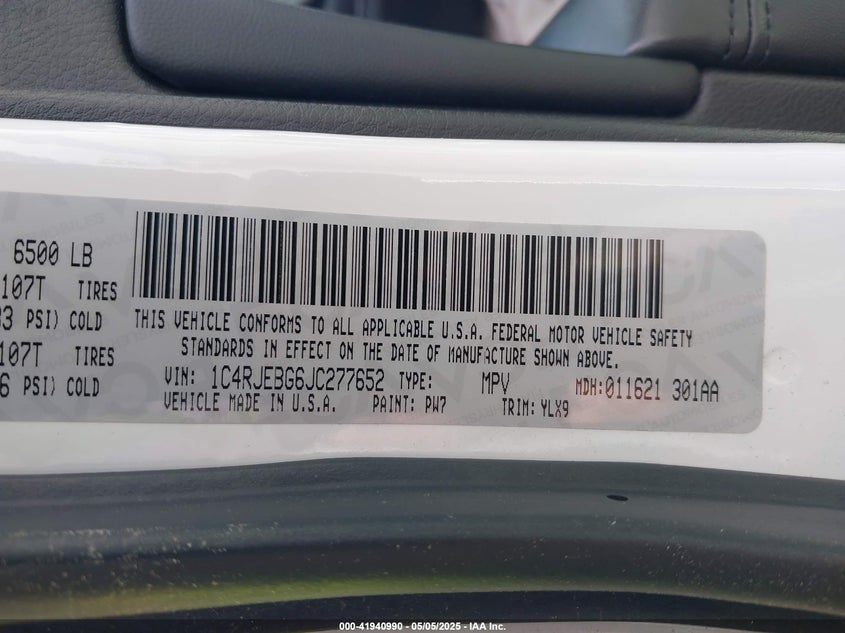 6500 LB
107T TIRES
PSI) COLD
107T TIRES
PSI) COLD
THIS VEHICLE CONFORMS TO ALL APPLICABLE U.S.A. FEDERAL MOTOR VEHICLE SAFETY
STANDARDS IN EFFECT ON THE DATE OF MANUFACTURE SHOWN ABOVE.
VIN: 1C4RJEBG6JC277652 TYPE: MPV MDH:011621 301AA
VEHICLE MADE IN U.S.A. PAINT: PW7 TRIM: YLX9
000-41940990 - 05/05/2025 - IAA Inc.